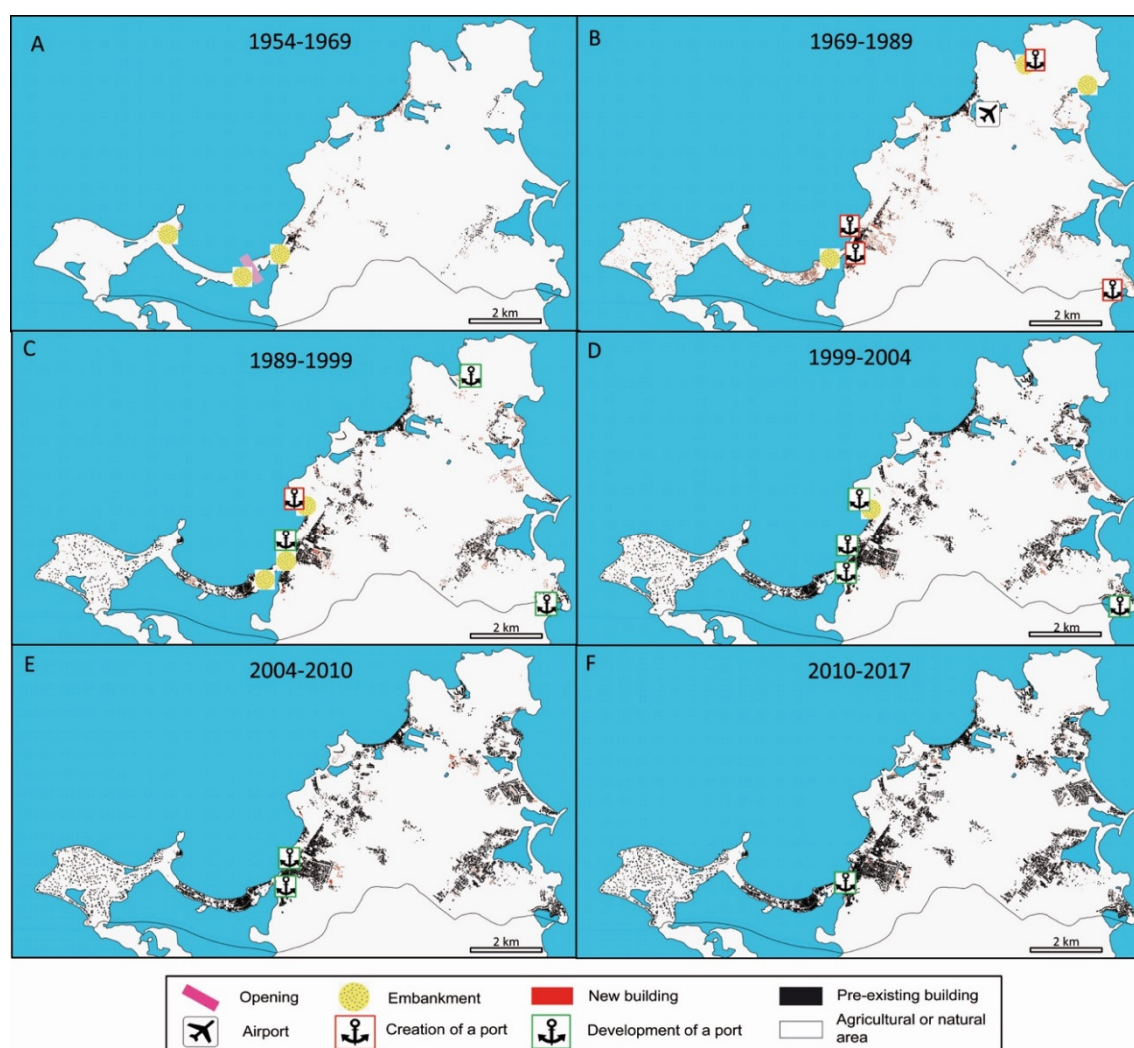 A
1954-1969
2 km
B
1969-1989
2 km
C
1989-1999
2 km
D
1999-2004
2 km
E
2004-2010
2 km
F
2010-2017
2 km
Opening
Embankment
New building
Pre-existing building
Airport
Creation of a port
Development of a port
Agricultural or natural
area